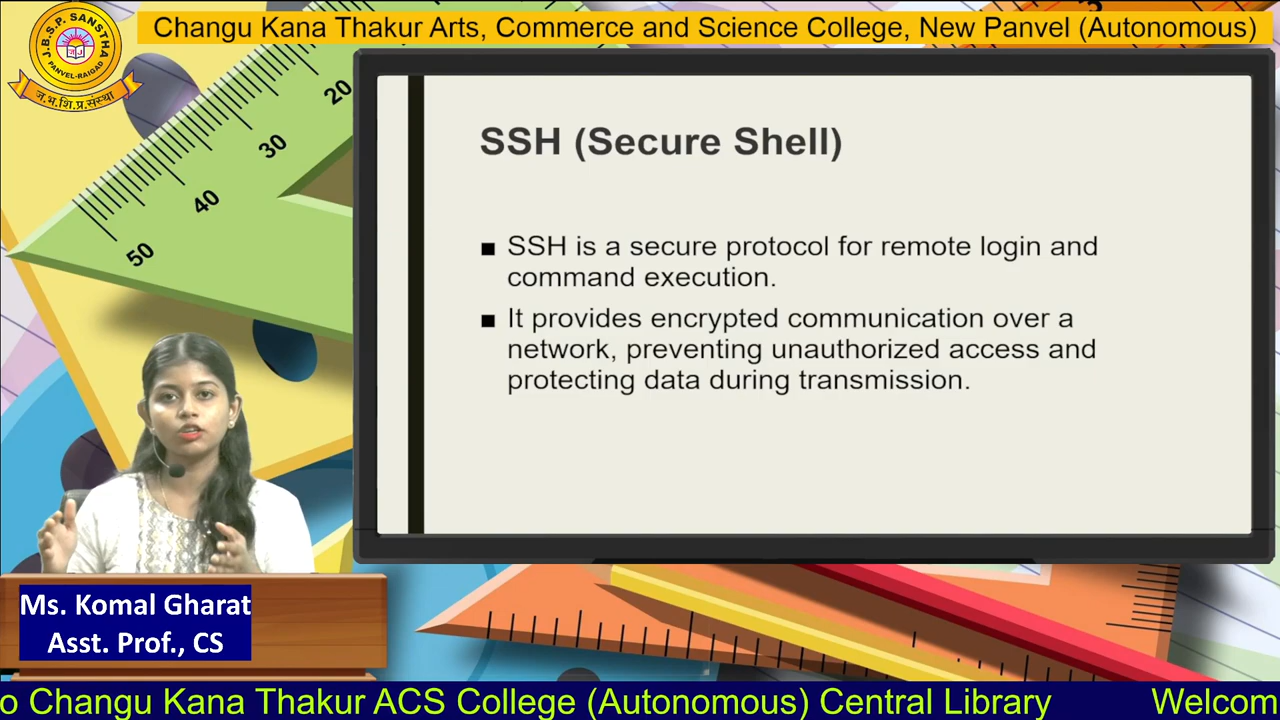 J.B.S.P. SANSTHA
PANVEL-RAIGAD
ज.भ.शि.प्र.संस्था
Changu Kana Thakur Arts, Commerce and Science College, New Panvel (Autonomous)
20
30
40
50
SSH (Secure Shell)
■ SSH is a secure protocol for remote login and
command execution.
■ It provides encrypted communication over a
network, preventing unauthorized access and
protecting data during transmission.
Ms. Komal Gharat
Asst. Prof., CS
o Changu Kana Thakur ACS College (Autonomous) Central Library Welcom